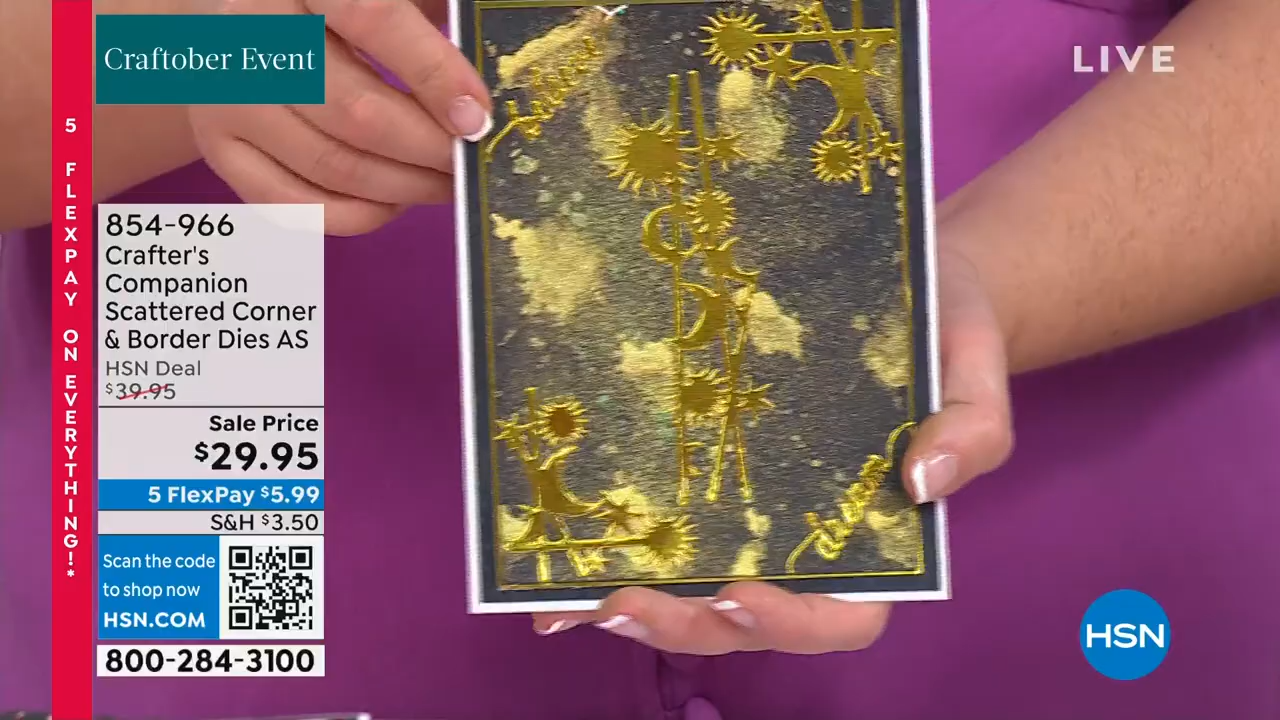 Craftober Event
LIVE
5 FLEXPAY ON EVERYTHING!*
854-966
Crafter's
Companion
Scattered Corner
& Border Dies AS
HSN Deal
$39.95
Sale Price
$29.95
5 FlexPay $5.99
S&H $3.50
Scan the code
to shop now
HSN.COM
800-284-3100
HSN
dream